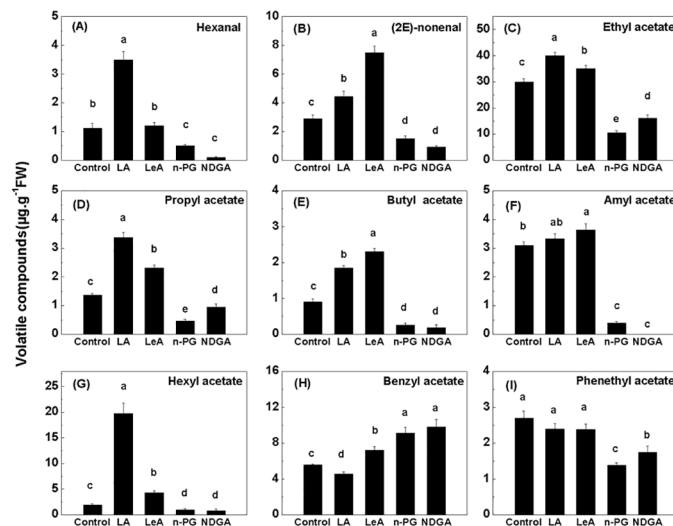 Volatile compounds(µg.g-1FW)
(A) Hexanal
5
4
3
2
1
0
b a b c c
Control LA LeA n-PG NDGA
(B) (2E)-nonenal
8
6
4
2
0
c b a d d
Control LA LeA n-PG NDGA
(C) Ethyl acetate
40
30
20
10
c a b e d
Control LA LeA n-PG NDGA
(D) Propyl acetate
5
4
3
2
1
0
c a b e d
Control LA LeA n-PG NDGA
(E) Butyl acetate
4
3
2
1
0
c b a d d
Control LA LeA n-PG NDGA
(F) Amyl acetate
5
4
3
2
1
0
b ab a c c
Control LA LeA n-PG NDGA
(G) Hexyl acetate
25
20
15
10
5
0
c a b d d
Control LA LeA n-PG NDGA
(H) Benzyl acetate
16
12
8
4
0
c d b a a
Control LA LeA n-PG NDGA
(I) Phenethyl acetate
3
2
1
0
a a a c b
Control LA LeA n-PG NDGA